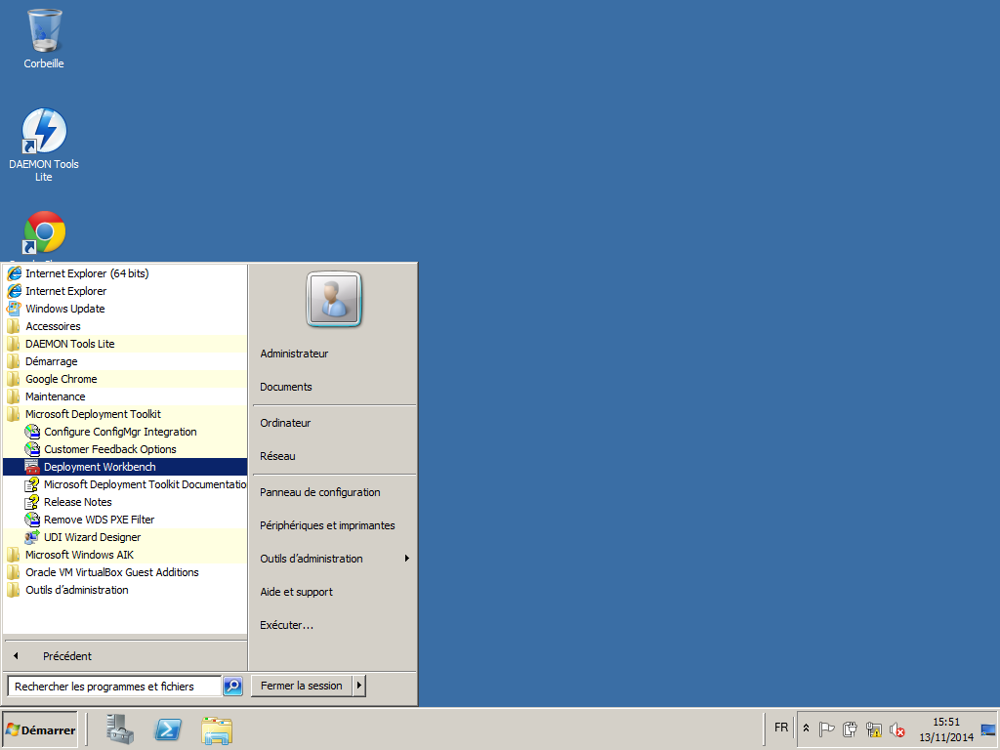 Corbeille
DAEMON Tools
Lite
Internet Explorer (64 bits)
Internet Explorer
Windows Update
Accessoires
DAEMON Tools Lite
Démarrage
Google Chrome
Maintenance
Microsoft Deployment Toolkit
Configure ConfigMgr Integration
Customer Feedback Options
Deployment Workbench
Microsoft Deployment Toolkit Documentatio
Release Notes
Remove WDS PXE Filter
UDI Wizard Designer
Microsoft Windows AIK
Oracle VM VirtualBox Guest Additions
Outils d'administration
Précédent
Rechercher les programmes et fichiers
Administrateur
Documents
Ordinateur
Réseau
Panneau de configuration
Périphériques et imprimantes
Outils d'administration
Aide et support
Exécuter...
Fermer la session
Démarrer
FR
15:51
13/11/2014